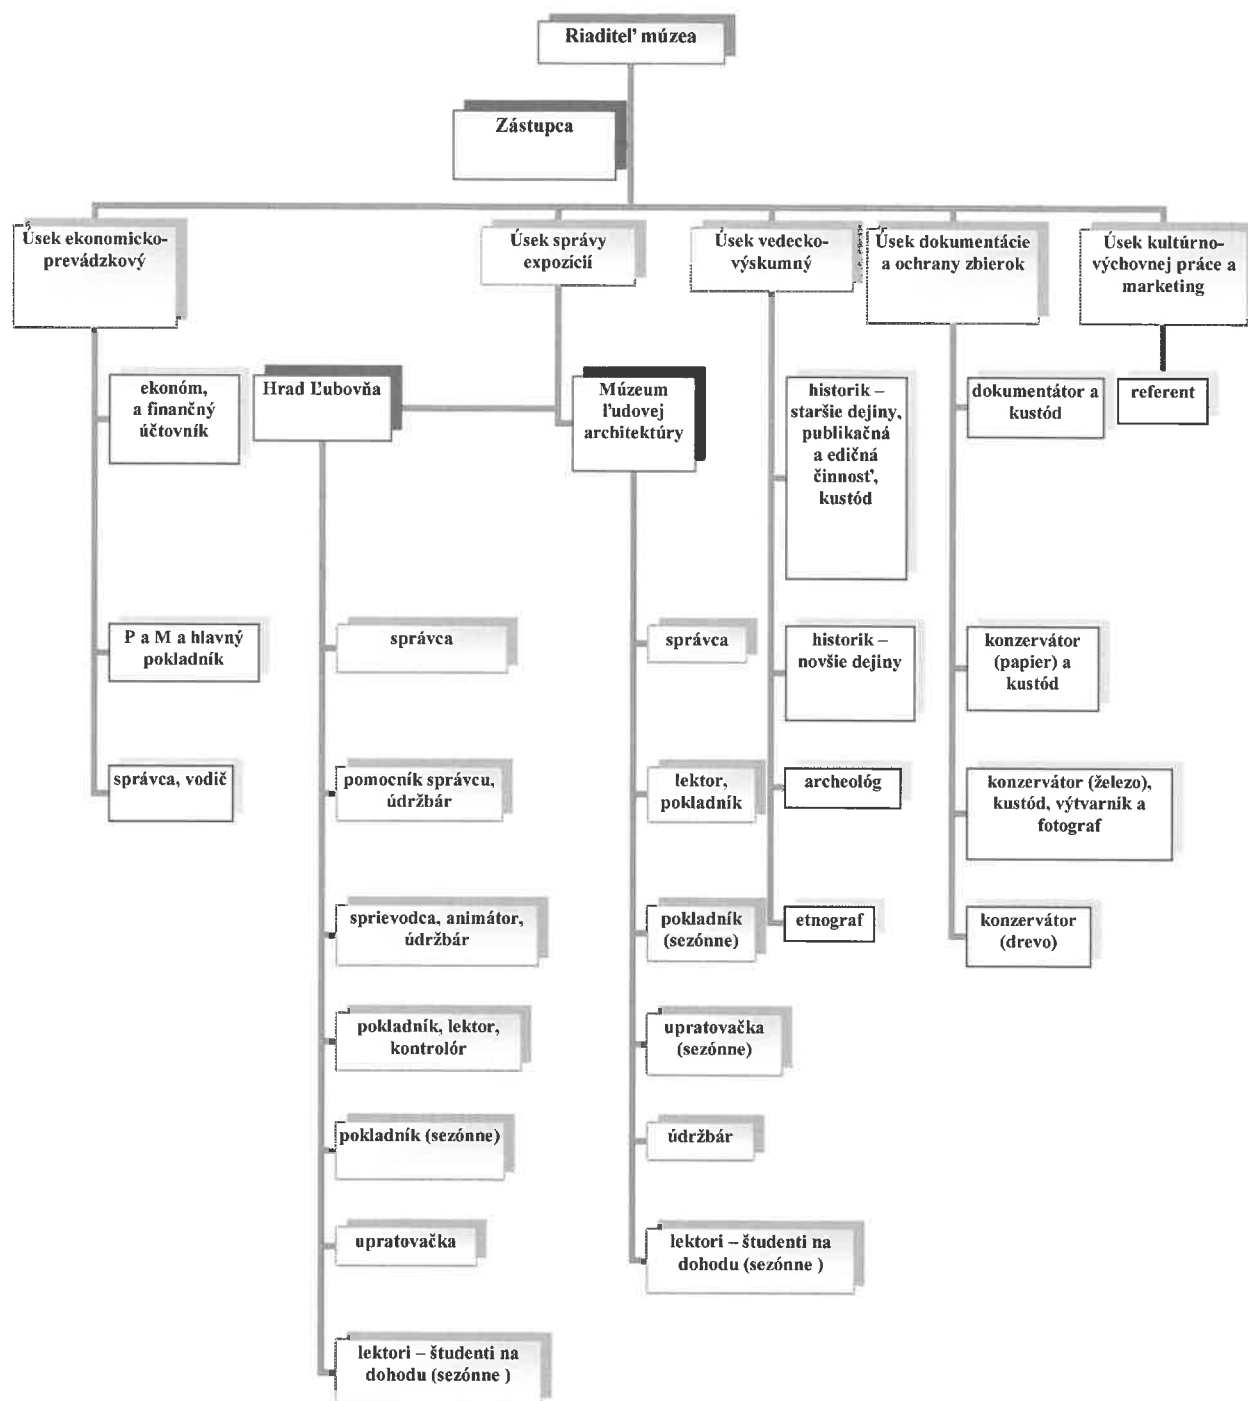 Riaditeľ múzea
Zástupca
Úsek ekonomicko-
prevádzkový
Úsek správy
expozícií
Úsek vedecko-
výskumný
Úsek dokumentácie
a ochrany zbierok
Úsek kultúrno-
výchovnej práce a
marketing
ekonóm,
a finančný
účtovník
P a M a hlavný
pokladník
správca, vodič
Hrad Ľubovňa
správca
pomocník správcu,
údržbár
sprievodca, animátor,
údržbár
pokladník, lektor,
kontrolór
pokladník (sezónne)
upratovačka
lektori – študenti na
dohodu (sezónne )
Múzeum
ľudovej
architektúry
správca
lektor,
pokladník
pokladník
(sezónne)
upratovačka
(sezónne)
údržbár
lektori – študenti na
dohodu (sezónne )
historik –
staršie dejiny,
publikačná
a edičná
činnosť,
kustód
historik –
novšie dejiny
archeológ
etnograf
dokumentátor a
kustód
konzervátor
(papier) a
kustód
konzervátor (železo),
kustód, výtvarnik a
fotograf
konzervátor
(drevo)
referent